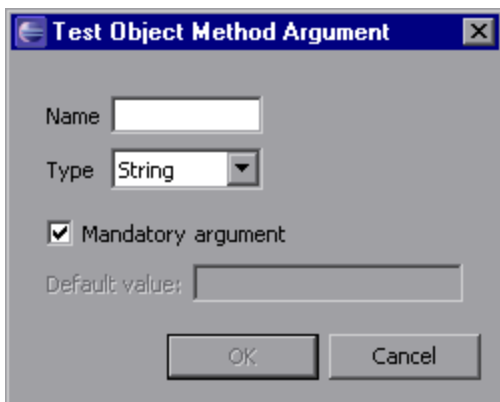 Test Object Method Argument
Name
Type String
Mandatory argument
Default value:
OK Cancel